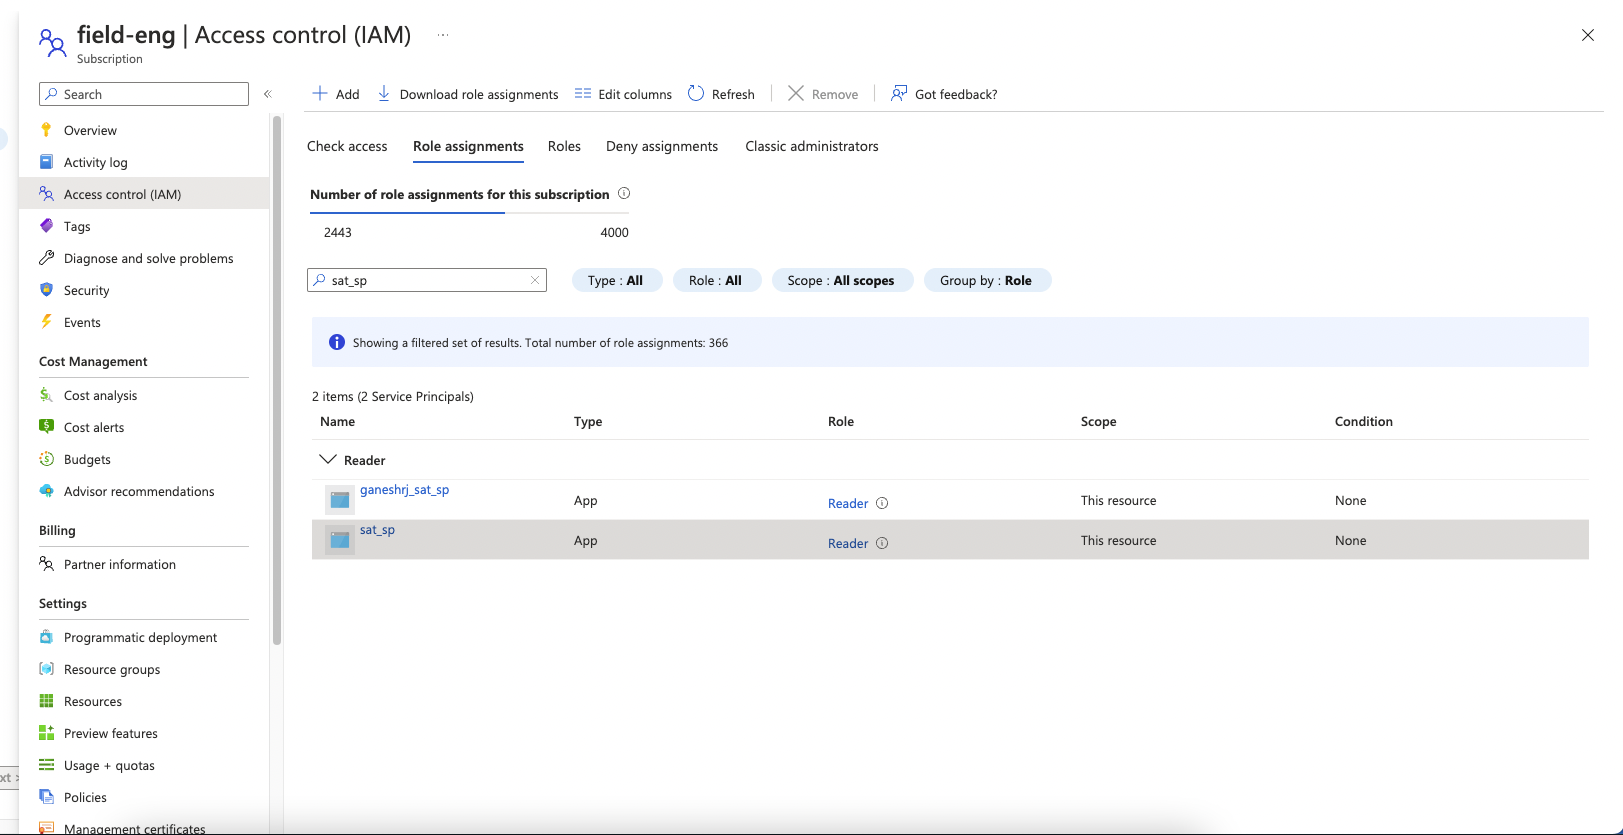 field-eng | Access control (IAM) ...
Subscription
Search «
Overview
Activity log
Access control (IAM)
Tags
Diagnose and solve problems
Security
Events
Cost Management
Cost analysis
Cost alerts
Budgets
Advisor recommendations
Billing
Partner information
Settings
Programmatic deployment
Resource groups
Resources
Preview features
Usage + quotas
Policies
Management certificates
Add Download role assignments Edit columns Refresh Remove Got feedback?
Check access Role assignments Roles Deny assignments Classic administrators
Number of role assignments for this subscription
2443 4000
sat_sp Type : All Role : All Scope : All scopes Group by : Role
Showing a filtered set of results. Total number of role assignments: 366
2 items (2 Service Principals)
Name Type Role Scope Condition
Reader
ganeshrj_sat_sp App Reader This resource None
sat_sp App Reader This resource None